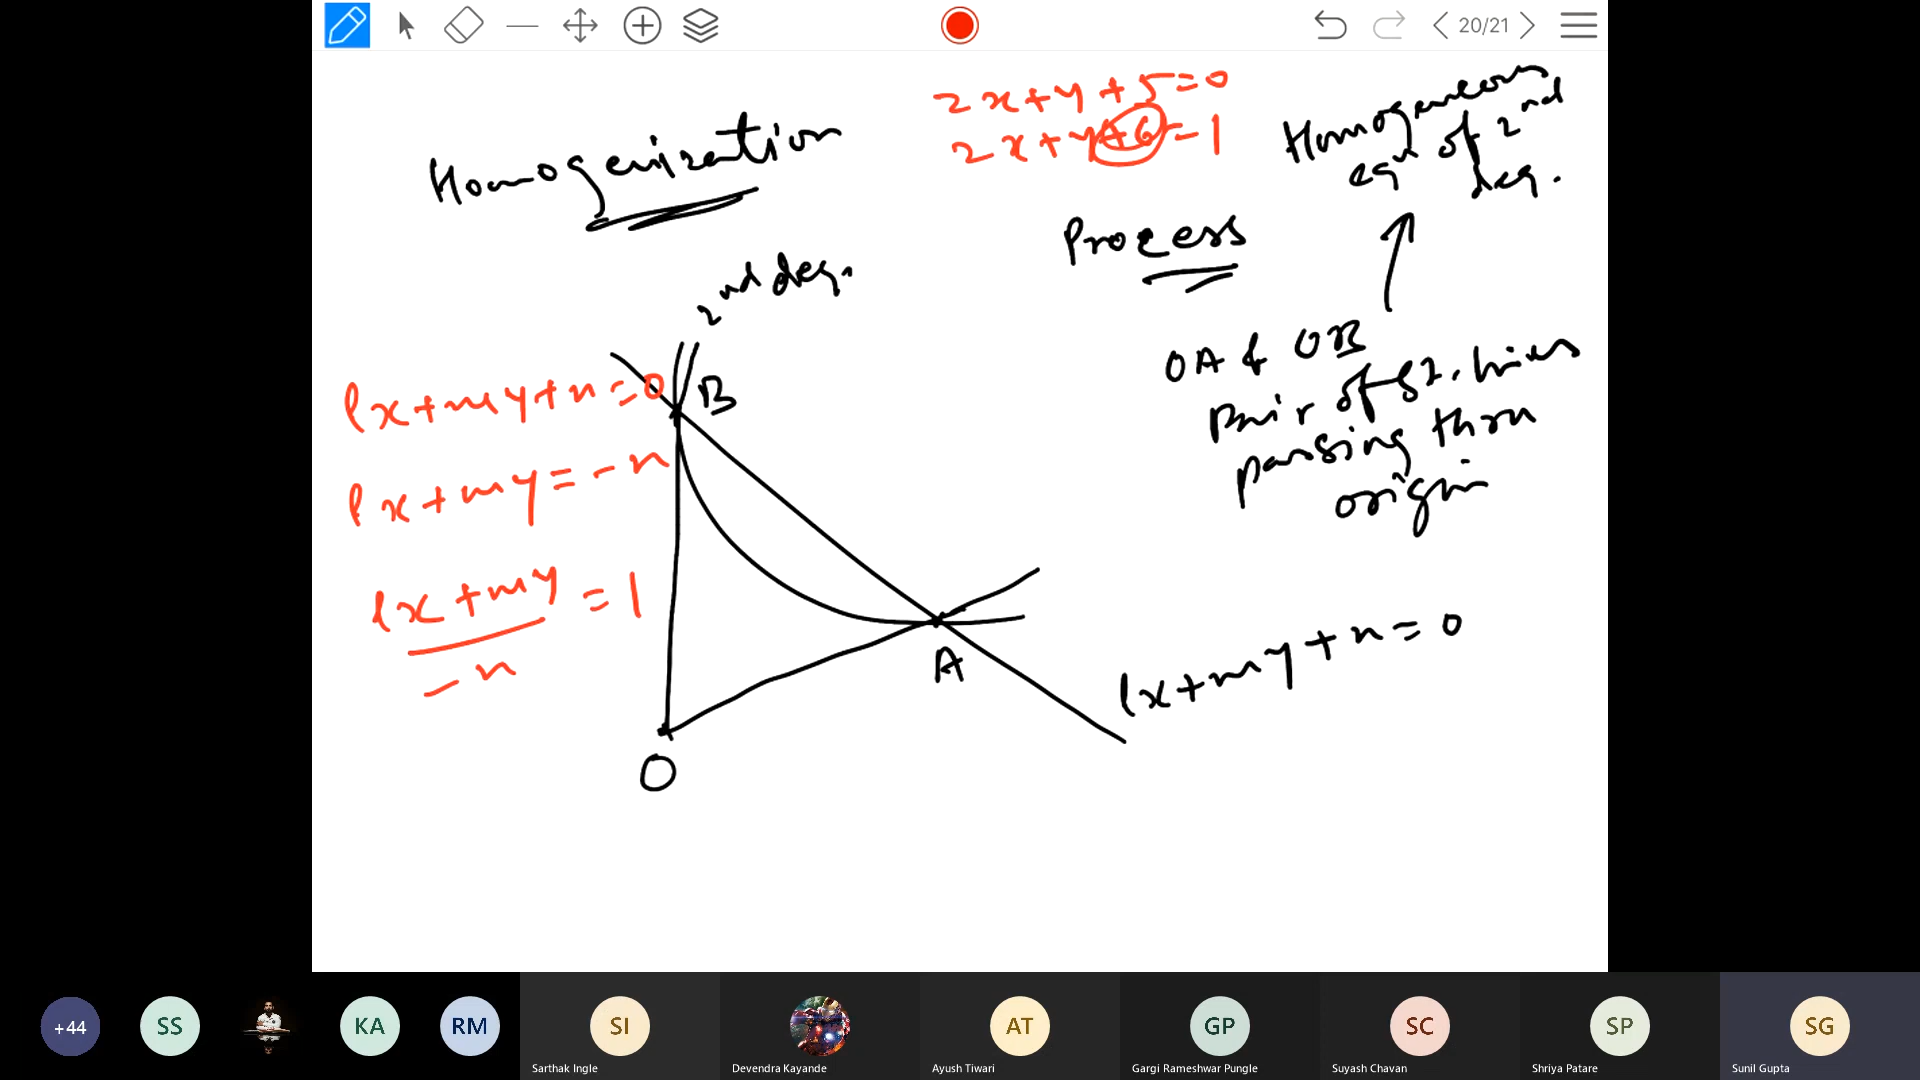 20/21
Homogenization
2x+y+5=0
2x+y+6=1
Homogeneous
eqn of 2nd
deg.
Process
2nd deg.
OA & OB
Pair of St. lines
passing thru
origin
B
lx+my+n=0
lx+my=-n
lx+my
=1
-n
A
lx+my+n=0
O
+44
SS
KA
RM
SI
AT
GP
SC
SP
SG
Sarthak Ingle
Devendra Kayande
Ayush Tiwari
Gargi Rameshwar Pungle
Suyash Chavan
Shriya Patare
Sunil Gupta